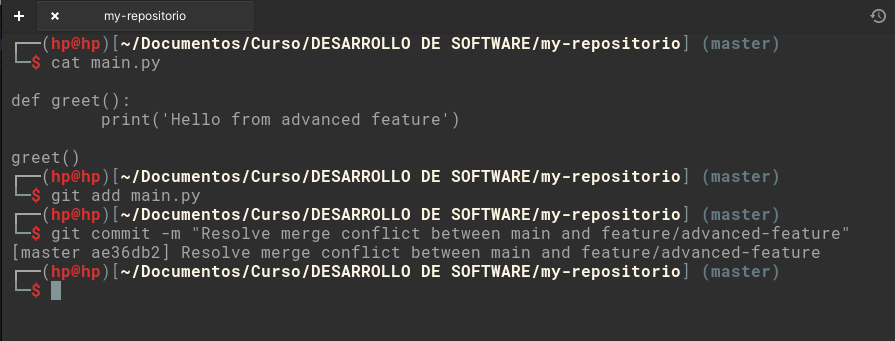 + × my-repositorio
┌──(hp@hp)[~/Documentos/Curso/DESARROLLO DE SOFTWARE/my-repositorio] (master)
└─$ cat main.py
def greet():
        print('Hello from advanced feature')
greet()
┌──(hp@hp)[~/Documentos/Curso/DESARROLLO DE SOFTWARE/my-repositorio] (master)
└─$ git add main.py
┌──(hp@hp)[~/Documentos/Curso/DESARROLLO DE SOFTWARE/my-repositorio] (master)
└─$ git commit -m "Resolve merge conflict between main and feature/advanced-feature"
[master ae36db2] Resolve merge conflict between main and feature/advanced-feature
┌──(hp@hp)[~/Documentos/Curso/DESARROLLO DE SOFTWARE/my-repositorio] (master)
└─$